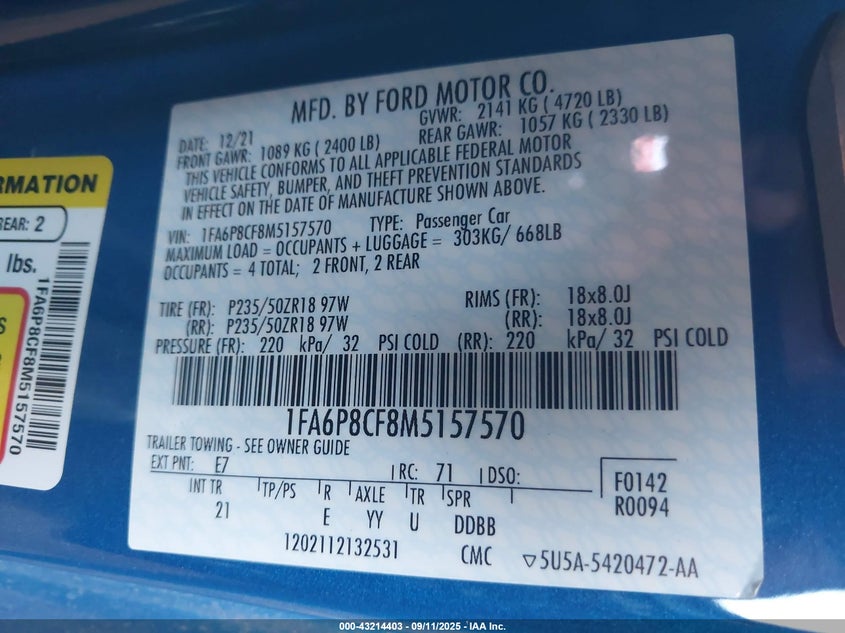 MFD. BY FORD MOTOR CO.
DATE: 12/21
GVWR: 2141 KG ( 4720 LB)
FRONT GAWR: 1089 KG ( 2400 LB)
REAR GAWR: 1057 KG ( 2330 LB)
THIS VEHICLE CONFORMS TO ALL APPLICABLE FEDERAL MOTOR
VEHICLE SAFETY, BUMPER, AND THEFT PREVENTION STANDARDS
IN EFFECT ON THE DATE OF MANUFACTURE SHOWN ABOVE.
VIN: 1FA6P8CF8M5157570 TYPE: Passenger Car
MAXIMUM LOAD = OCCUPANTS + LUGGAGE = 303KG/ 668LB
OCCUPANTS = 4 TOTAL; 2 FRONT, 2 REAR
TIRE (FR): P235/50ZR18 97W RIMS (FR): 18x8.0J
(RR): P235/50ZR18 97W (RR): 18x8.0J
PRESSURE (FR): 220 kPa/ 32 PSI COLD (RR): 220 kPa/ 32 PSI COLD
1FA6P8CF8M5157570
TRAILER TOWING - SEE OWNER GUIDE
EXT PNT: E7 RC: 71 DSO:
INT TR TP/PS R AXLE TR SPR
21 E YY U DDBB
F0142
R0094
1202112132531 CMC ▽5U5A-5420472-AA
REAR: 2
lbs.
1FA6P8CF8M5157570
000-43214403 - 09/11/2025 - IAA Inc.